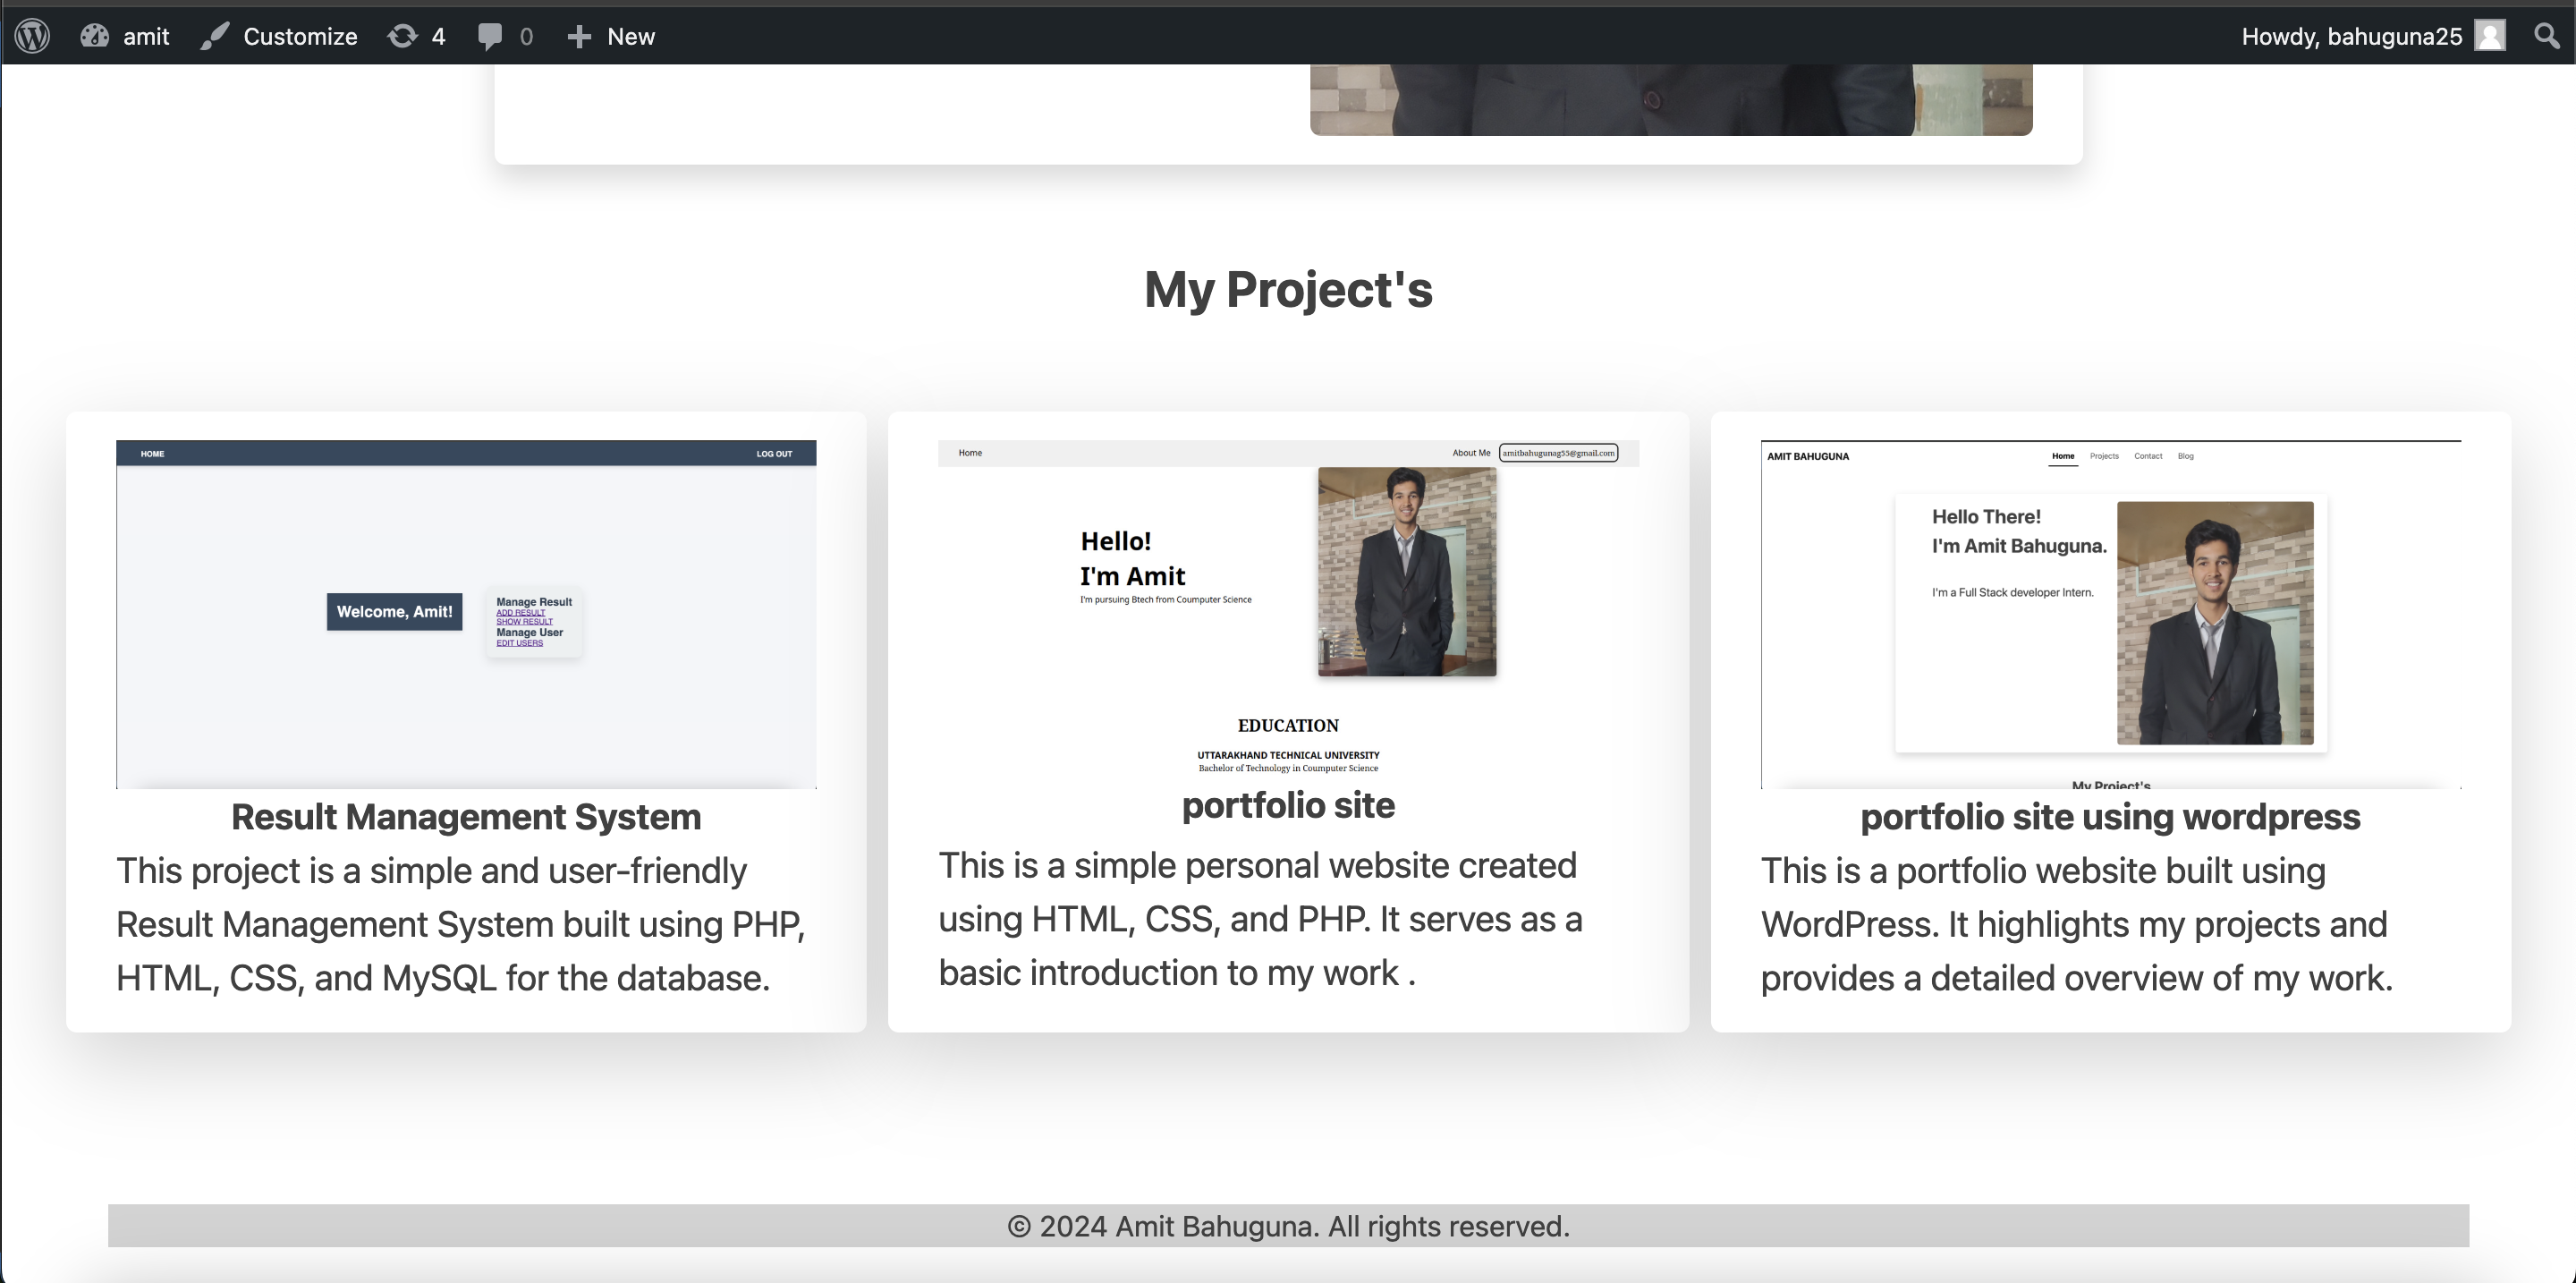 amit Customize 4 0 New Howdy, bahuguna25
My Project's
HOME LOG OUT
Welcome, Amit!
Manage Result
ADD RESULT
SHOW RESULT
Manage User
EDIT USERS
Result Management System
This project is a simple and user-friendly
Result Management System built using PHP,
HTML, CSS, and MySQL for the database.
Home About Me amitbahugunag55@gmail.com
Hello!
I'm Amit
I'm pursuing Btech from Coumputer Science
EDUCATION
UTTARAKHAND TECHNICAL UNIVERSITY
Bachelor of Technology in Coumputer Science
portfolio site
This is a simple personal website created
using HTML, CSS, and PHP. It serves as a
basic introduction to my work .
AMIT BAHUGUNA Home Projects Contact Blog
Hello There!
I'm Amit Bahuguna.
I'm a Full Stack developer Intern.
My Project's
portfolio site using wordpress
This is a portfolio website built using
WordPress. It highlights my projects and
provides a detailed overview of my work.
© 2024 Amit Bahuguna. All rights reserved.